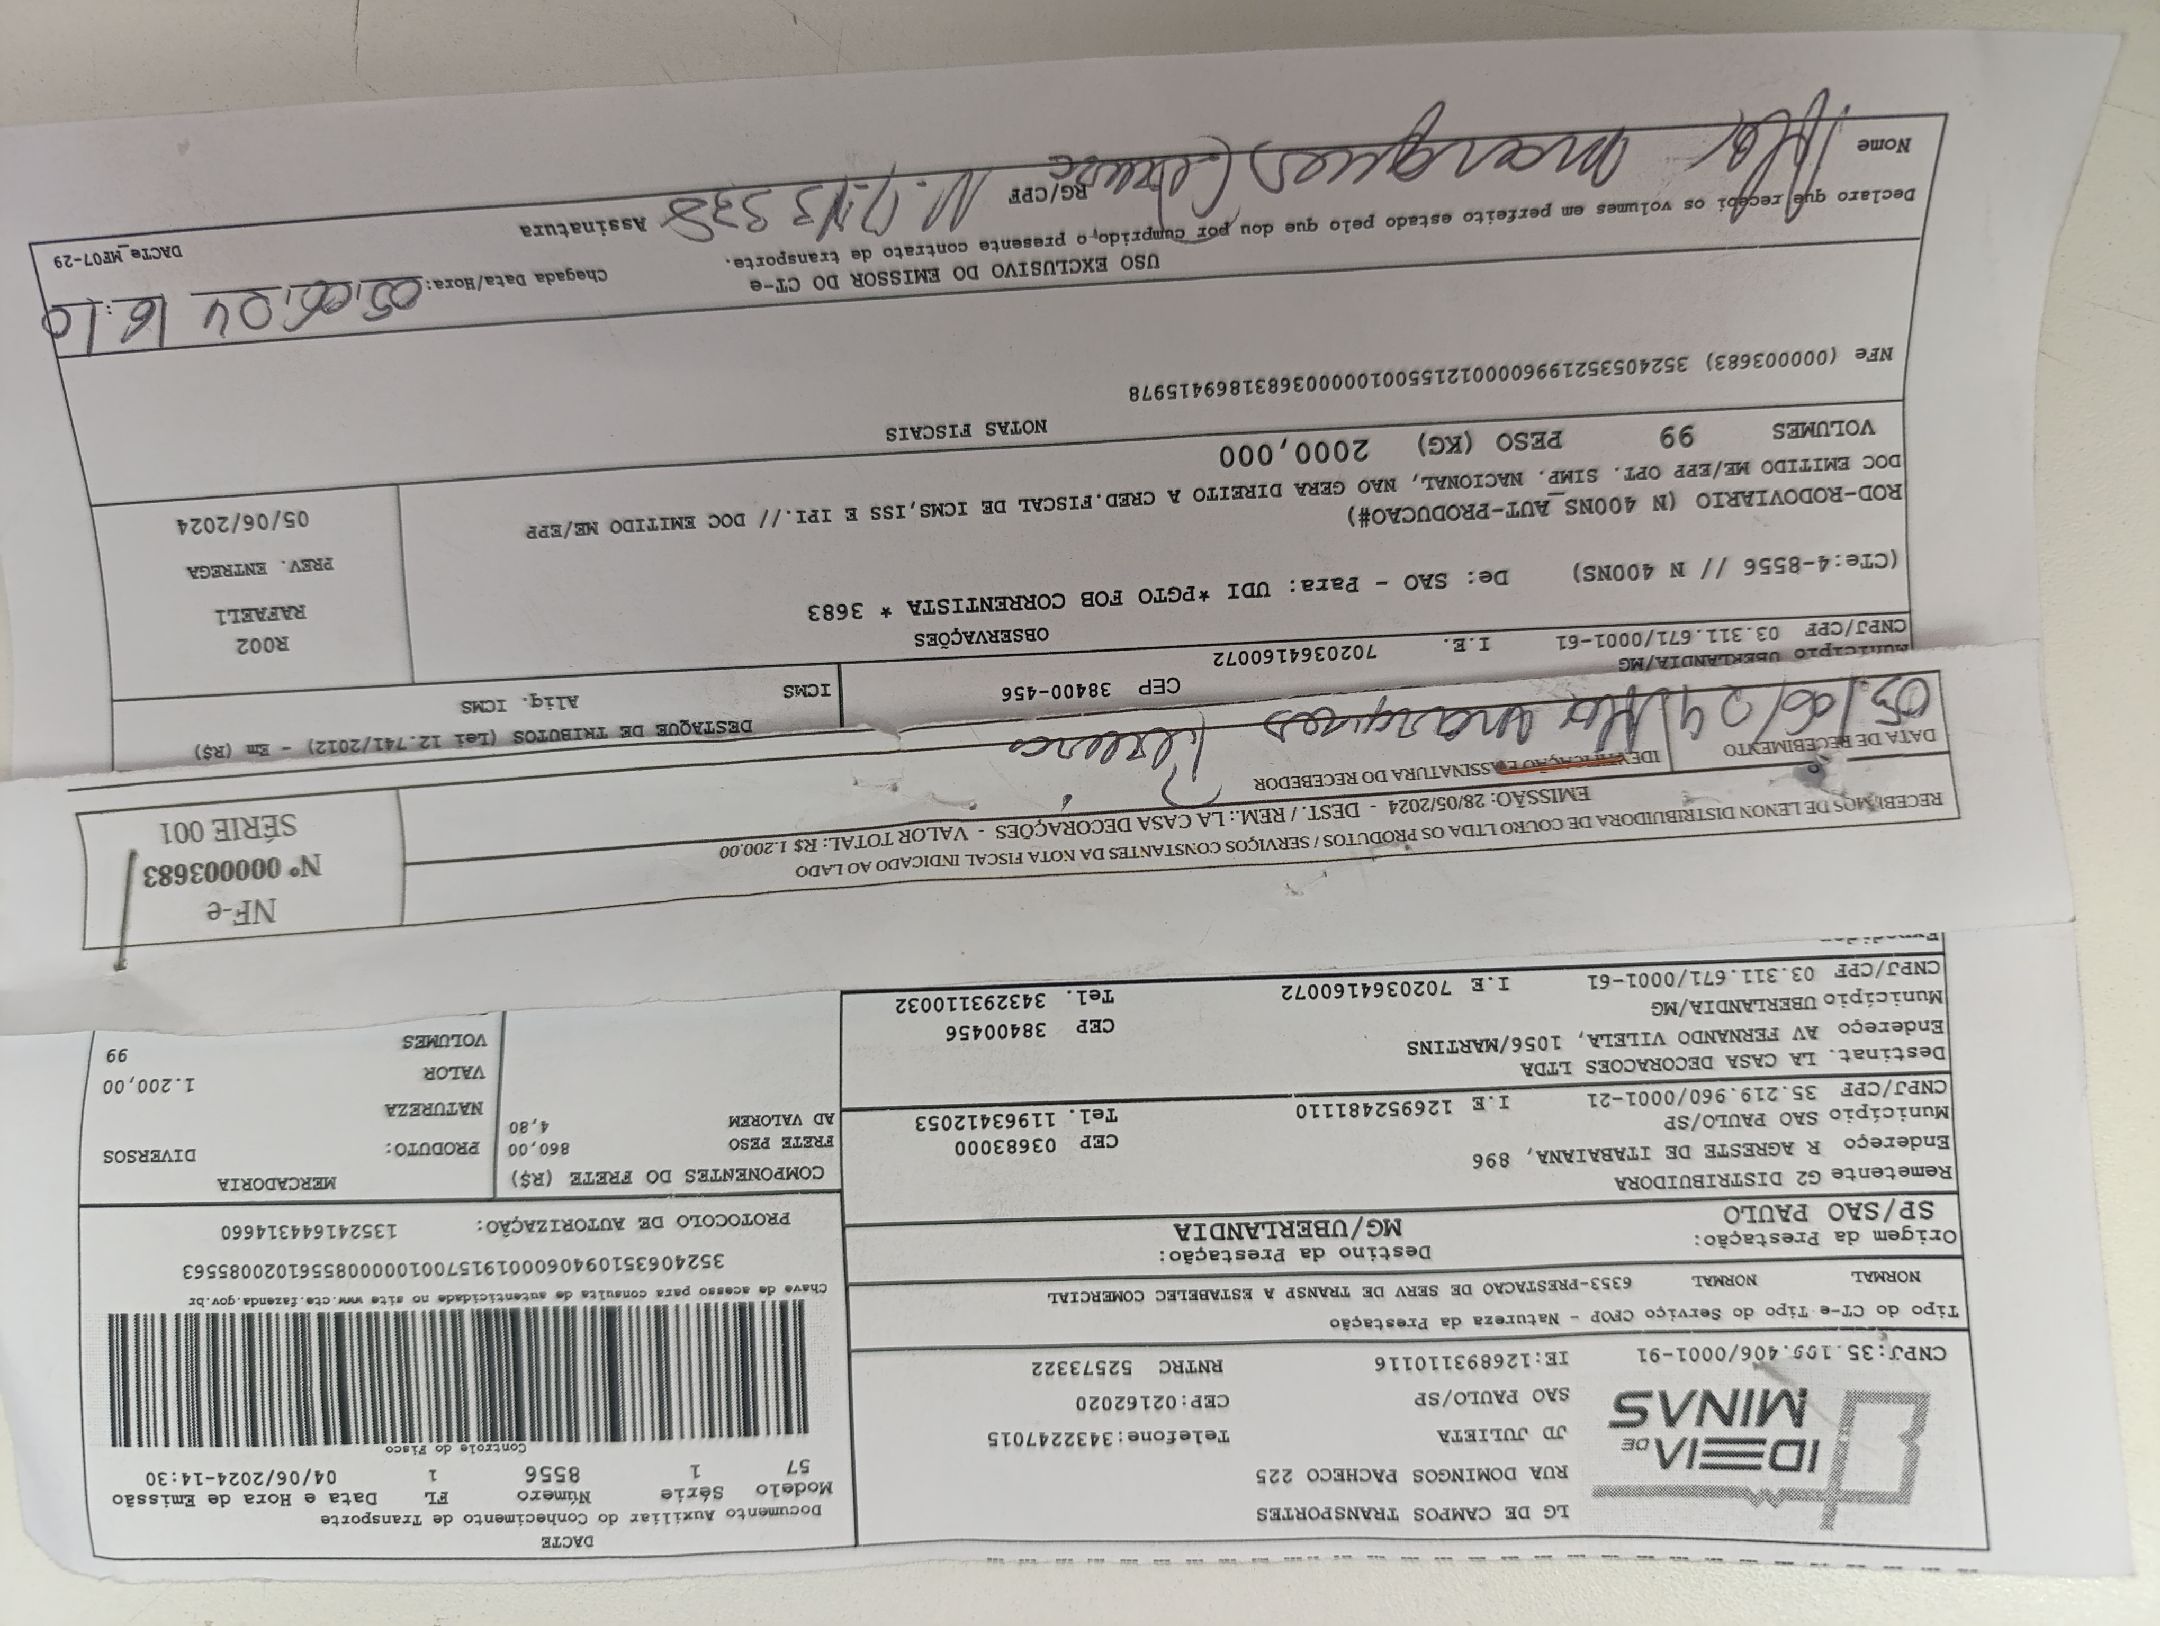 DACTE
Documento Auxiliar do Conhecimento de Transporte
Modelo Série Número FL Data e Hora de Emissão
57 1 8556 1 04/06/2024-14:30
Controle do Fisco
IDEIA DE
MINAS
LG DE CAMPOS TRANSPORTES
RUA DOMINGOS PACHECO 225
JD JULIETA Telefone:3432247015
SAO PAULO/SP CEP:02162020
CNPJ:35.109.406/0001-91 IE:126893110116 RNTRC 52573322
Chave de acesso para consulta de autenticidade no site www.cte.fazenda.gov.br
35240635109406000191570010000085561020085563
PROTOCOLO DE AUTORIZAÇÃO: 135241644314660
Tipo do CT-e Tipo do Serviço CFOP - Natureza da Prestação
NORMAL NORMAL 6353-PRESTACAO DE SERV DE TRANSP A ESTABELEC COMERCIAL
Origem da Prestação: Destino da Prestação:
SP/SAO PAULO MG/UBERLANDIA
Remetente G2 DISTRIBUIDORA
Endereço R AGRESTE DE ITABAIANA, 896
Município SAO PAULO/SP CEP 03683000
CNPJ/CPF 35.219.960/0001-21 I.E 126952481110 Tel. 11963412053
Destinat. LA CASA DECORACOES LTDA
Endereço AV FERNANDO VILELA, 1056/MARTINS
Município UBERLANDIA/MG CEP 38400456
CNPJ/CPF 03.311.671/0001-61 I.E 7020364160072 Tel. 343293110032
COMPONENTES DO FRETE (R$) MERCADORIA
FRETE PESO 860,00 PRODUTO: DIVERSOS
AD VALOREM 4,80 NATUREZA
VALOR 1.200,00
VOLUMES 99
RECEBEMOS DE LENON DISTRIBUIDORA DE COURO LTDA OS PRODUTOS / SERVIÇOS CONSTANTES DA NOTA FISCAL INDICADO AO LADO
EMISSÃO: 28/05/2024 - DEST. / REM.: LA CASA DECORAÇÕES - VALOR TOTAL: R$ 1.200,00
NF-e
Nº 000003683
SÉRIE 001
DATA DE RECEBIMENTO IDENTIFICAÇÃO E ASSINATURA DO RECEBEDOR
05/06/24 Marques Pereira
DESTAQUE DE TRIBUTOS (Lei 12.741/2012) - Em (R$)
ICMS Aliq. ICMS
Município UBERLANDIA/MG CEP 38400-456
CNPJ/CPF 03.311.671/0001-61 I.E. 7020364160072
OBSERVAÇÕES
(CTe:4-8556 // N 400NS) De: SAO - Para: UDI *PGTO FOB CORRENTISTA * 3683
ROD-RODOVIARIO (N 400NS_AUT-PRODUCAO#)
DOC EMITIDO ME/EPP OPT. SIMP. NACIONAL, NAO GERA DIREITO A CRED.FISCAL DE ICMS,ISS E IPI.// DOC EMITIDO ME/EPP
R002
RAFAEL1
PREV. ENTREGA
05/06/2024
VOLUMES 99 PESO (KG) 2000,000
NOTAS FISCAIS
NFe (000003683) 35240535219960000121550010000036831869415978
USO EXCLUSIVO DO EMISSOR DO CT-e
Chegada Data/Hora: 05/06/24 16:10
Declaro que recebi os volumes em perfeito estado pelo que dou por cumprido o presente contrato de transporte.
DACTe_MF07-29
Nome Marques Pereira RG/CPF Assinatura